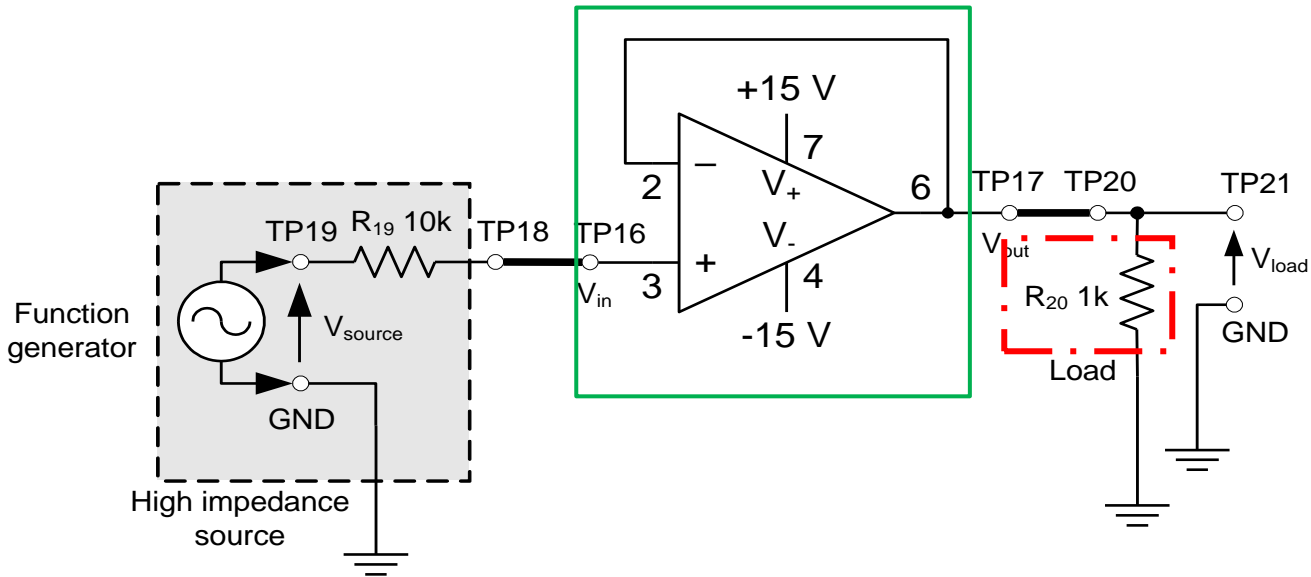 +15 V
7
−
2
V+
6
TP17
TP20
TP21
R19 10k
TP19
TP18
TP16
V-
+
3
4
Vin
Vout
Vload
Function
generator
Vsource
R20 1k
-15 V
GND
Load
GND
High impedance
source